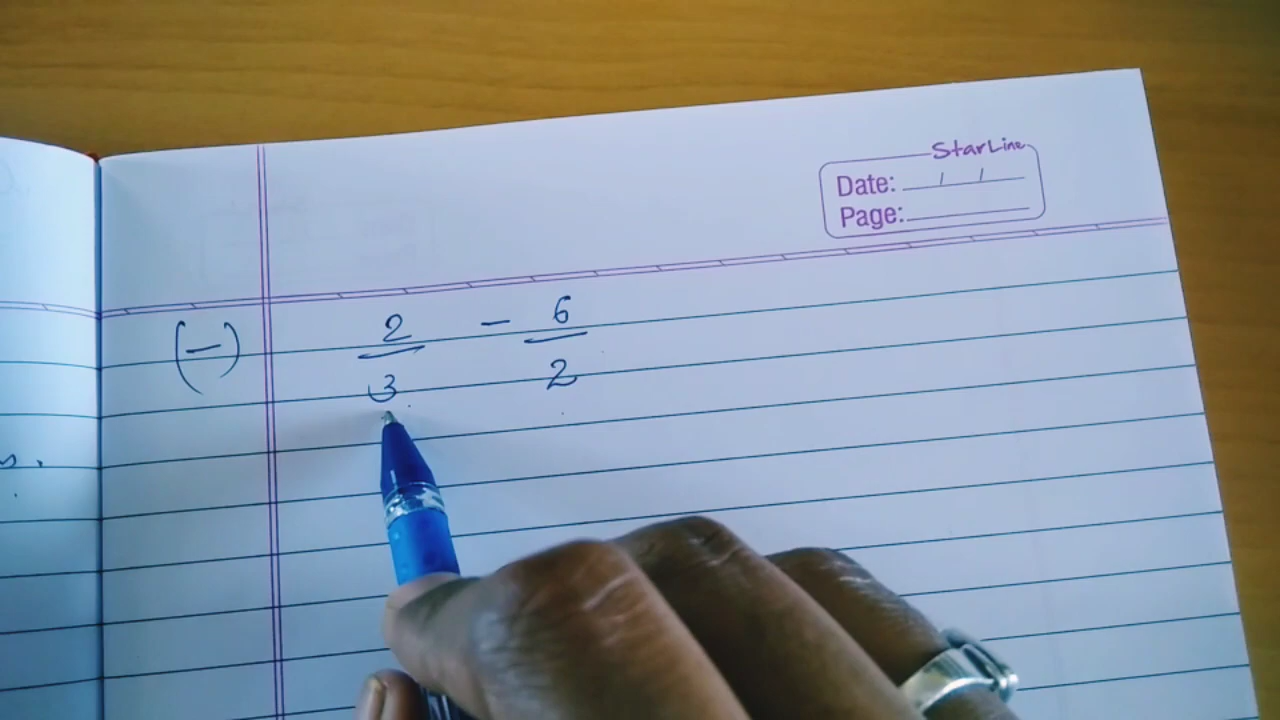 StarLine
Date: / /
Page:
(-) 2/3 - 6/2